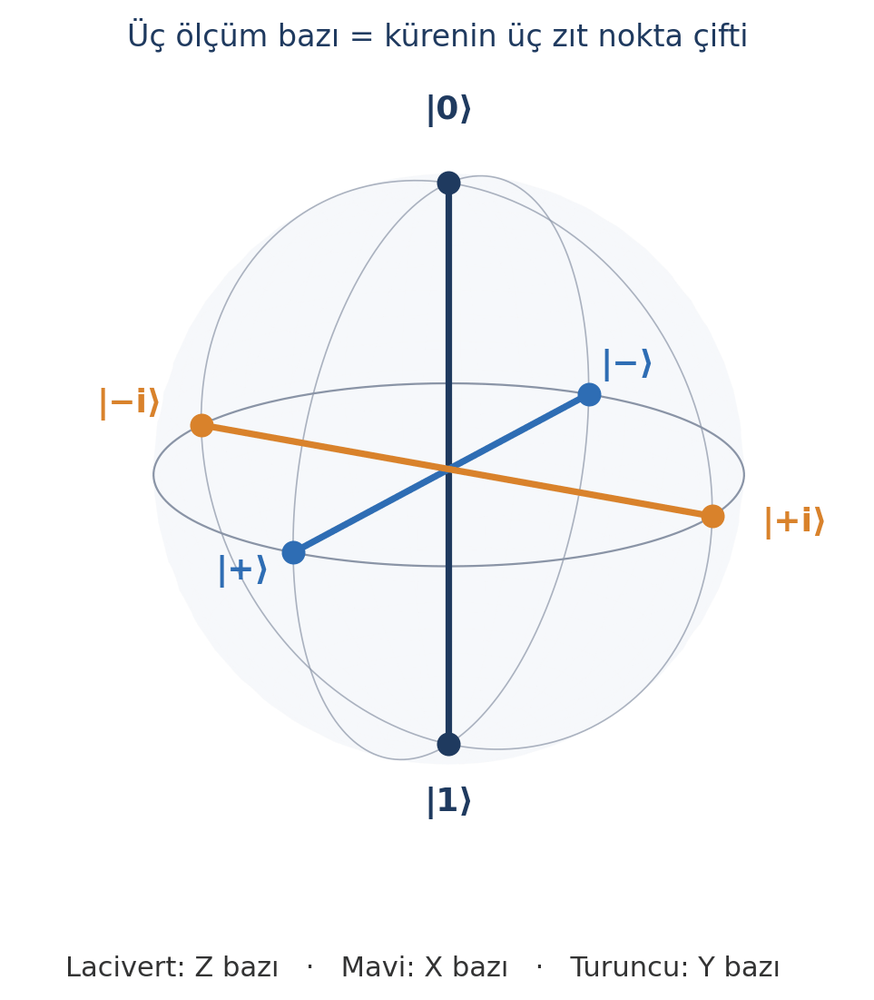 Üç ölçüm bazı = kürenin üç zıt nokta çifti
|0⟩
|−⟩
|−i⟩
|+i⟩
|+⟩
|1⟩
Lacivert: Z bazı · Mavi: X bazı · Turuncu: Y bazı